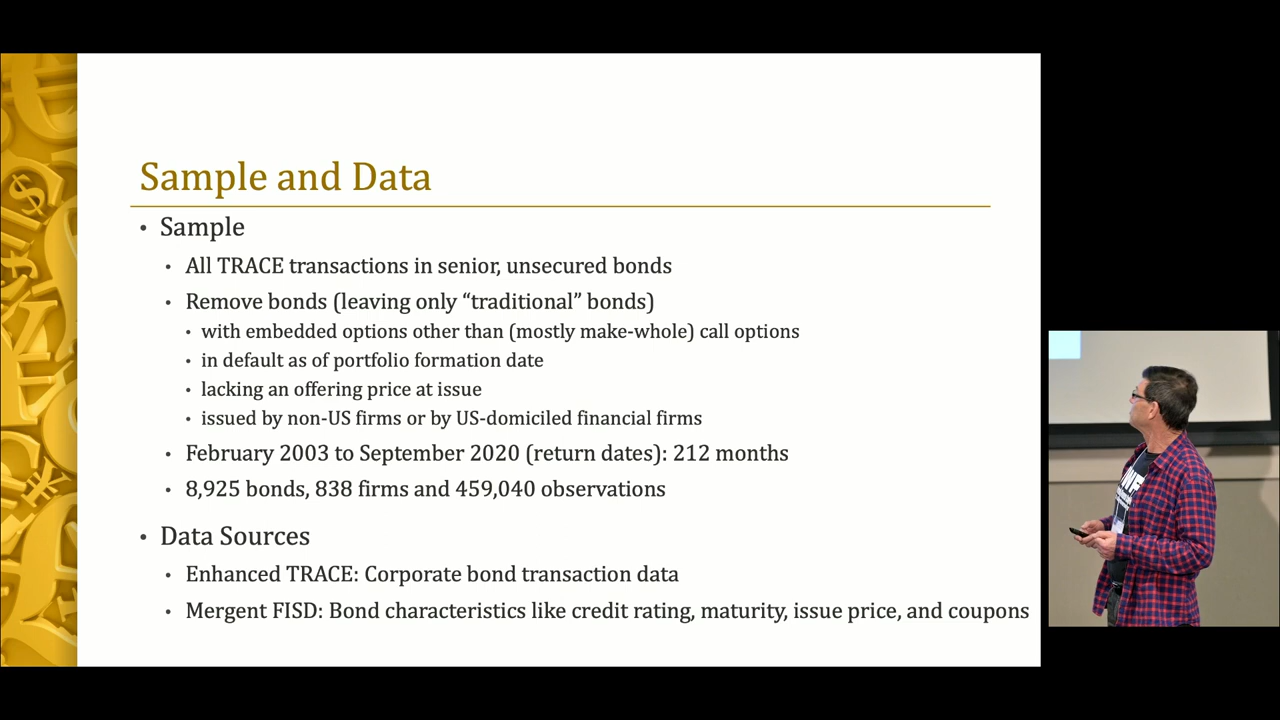 Sample and Data
• Sample
• All TRACE transactions in senior, unsecured bonds
• Remove bonds (leaving only “traditional” bonds)
• with embedded options other than (mostly make-whole) call options
• in default as of portfolio formation date
• lacking an offering price at issue
• issued by non-US firms or by US-domiciled financial firms
• February 2003 to September 2020 (return dates): 212 months
• 8,925 bonds, 838 firms and 459,040 observations
• Data Sources
• Enhanced TRACE: Corporate bond transaction data
• Mergent FISD: Bond characteristics like credit rating, maturity, issue price, and coupons